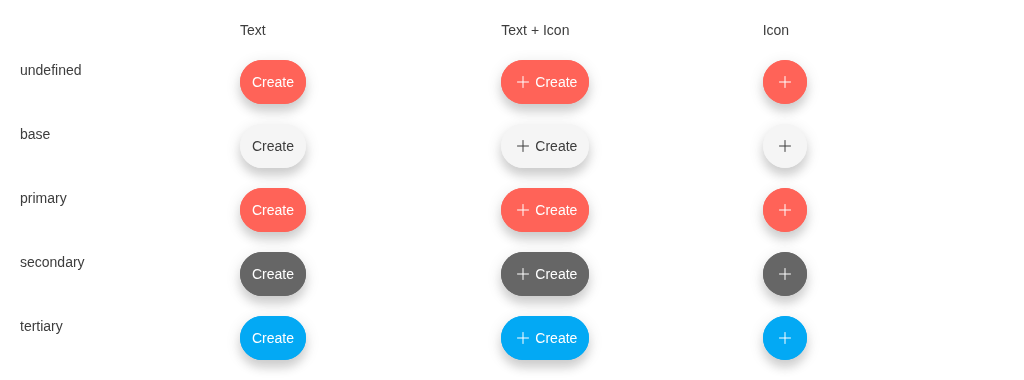 Text Text + Icon Icon
undefined Create Create
base Create Create
primary Create Create
secondary Create Create
tertiary Create Create